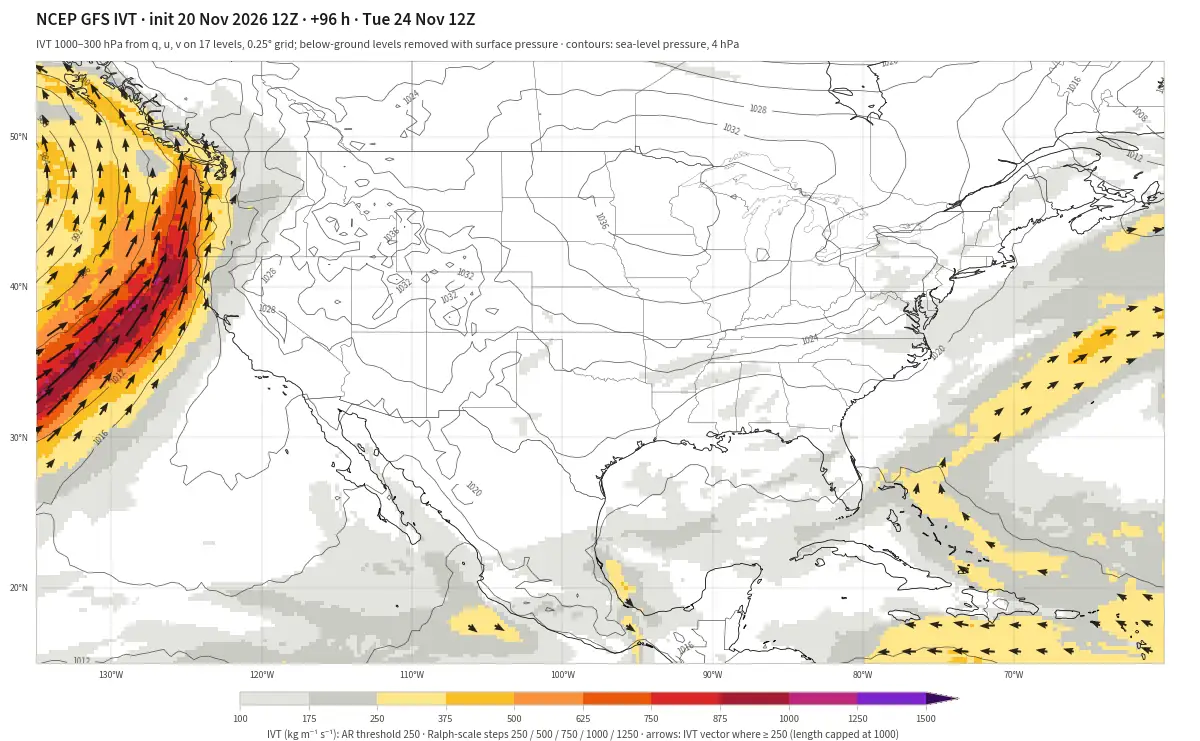 NCEP GFS IVT · init 20 Nov 2026 12Z · +96 h · Tue 24 Nov 12Z
IVT 1000–300 hPa from q, u, v on 17 levels, 0.25° grid; below-ground levels removed with surface pressure · contours: sea-level pressure, 4 hPa
1024
1028
1016
1008
50°N
1032
1012
1036
992
1036
1028
1032
1032
40°N
1032
1028
1024
1020
1012
1016
30°N
1020
20°N
1016
1012
130°W
120°W
110°W
100°W
90°W
80°W
70°W
100
175
250
375
500
625
750
875
1000
1250
1500
IVT (kg m⁻¹ s⁻¹): AR threshold 250 · Ralph-scale steps 250 / 500 / 750 / 1000 / 1250 · arrows: IVT vector where ≥ 250 (length capped at 1000)